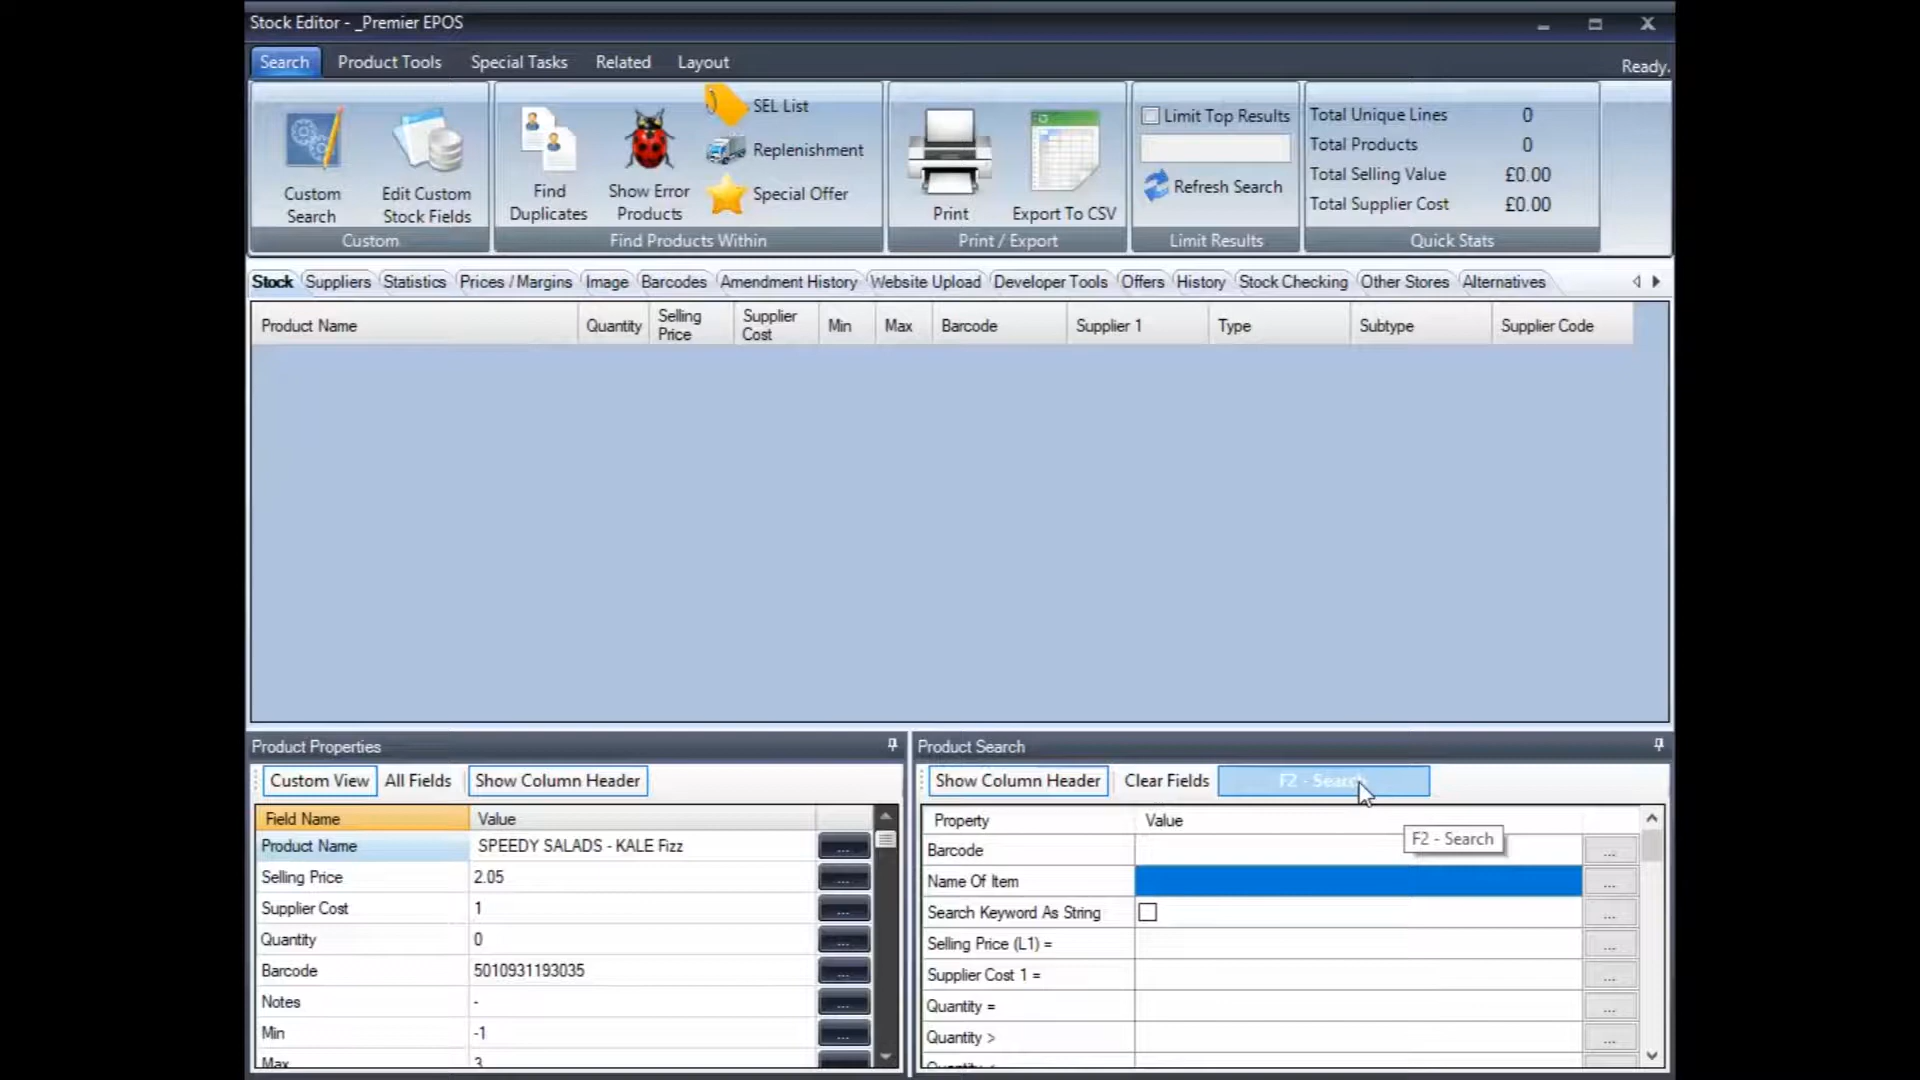 Stock Editor - _Premier EPOS
Search Product Tools Special Tasks Related Layout
Ready.
Custom Search
Edit Custom Stock Fields
Custom
Find Duplicates
Show Error Products
SEL List
Replenishment
Special Offer
Find Products Within
Print
Export To CSV
Print / Export
Limit Top Results
Refresh Search
Limit Results
Total Unique Lines 0
Total Products 0
Total Selling Value £0.00
Total Supplier Cost £0.00
Quick Stats
Stock Suppliers Statistics Prices / Margins Image Barcodes Amendment History Website Upload Developer Tools Offers History Stock Checking Other Stores Alternatives
Product Name Quantity Selling Price Supplier Cost Min Max Barcode Supplier 1 Type Subtype Supplier Code
Product Properties
Custom View All Fields Show Column Header
Field Name Value
Product Name SPEEDY SALADS - KALE Fizz ...
Selling Price 2.05 ...
Supplier Cost 1 ...
Quantity 0 ...
Barcode 5010931193035 ...
Notes - ...
Min -1 ...
Max 3
Product Search
Show Column Header Clear Fields F2 - Search
Property Value
F2 - Search
Barcode ...
Name Of Item ...
Search Keyword As String ...
Selling Price (L1) = ...
Supplier Cost 1 = ...
Quantity = ...
Quantity > ...
Quantity <